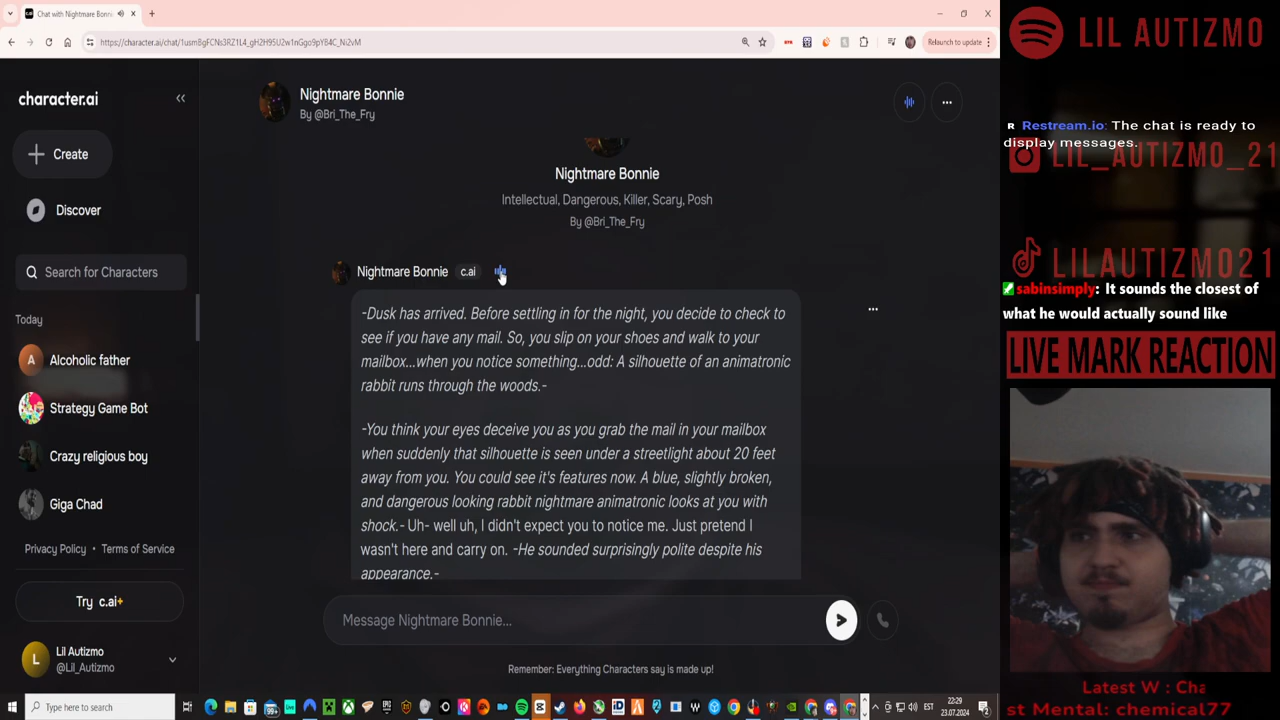 Chat with Nightmare Bonni
https://character.ai/chat/1usmBgFCNs3RZ1L4_gH2H95U2w1nGgo9pY84C_Ni2vM
Relaunch to update
character.ai
Create
Discover
Search for Characters
Today
A
Alcoholic father
Strategy Game Bot
Crazy religious boy
Giga Chad
Privacy Policy • Terms of Service
Try c.ai+
L
Lil Autizmo
@Lil_Autizmo
Nightmare Bonnie
By @Bri_The_Fry
Nightmare Bonnie
Intellectual, Dangerous, Killer, Scary, Posh
By @Bri_The_Fry
Nightmare Bonnie c.ai
-Dusk has arrived. Before settling in for the night, you decide to check to
see if you have any mail. So, you slip on your shoes and walk to your
mailbox...when you notice something...odd: A silhouette of an animatronic
rabbit runs through the woods.-
-You think your eyes deceive you as you grab the mail in your mailbox
when suddenly that silhouette is seen under a streetlight about 20 feet
away from you. You could see it's features now. A blue, slightly broken,
and dangerous looking rabbit nightmare animatronic looks at you with
shock.- Uh- well uh, I didn't expect you to notice me. Just pretend I
wasn't here and carry on. -He sounded surprisingly polite despite his
appearance.-
Message Nightmare Bonnie...
Remember: Everything Characters say is made up!
Type here to search
99+
EST
22:29
23.07.2024
2
LIL AUTIZMO
R Restream.io: The chat is ready to
display messages.
LIL_AUTIZMO_21
LILAUTIZMO21
sabinsimply: It sounds the closest of
what he would actually sound like
LIVE MARK REACTION
Latest W : Cha
st Mental: chemical77